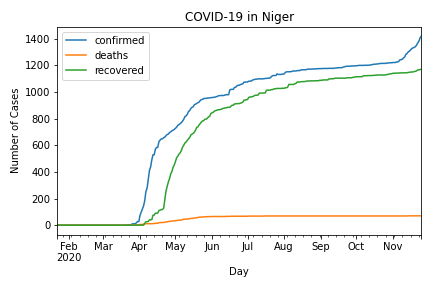 COVID-19 in Niger
confirmed
deaths
recovered
Number of Cases
1400
1200
1000
800
600
400
200
0
Feb Mar Apr May Jun Jul Aug Sep Oct Nov
2020
Day